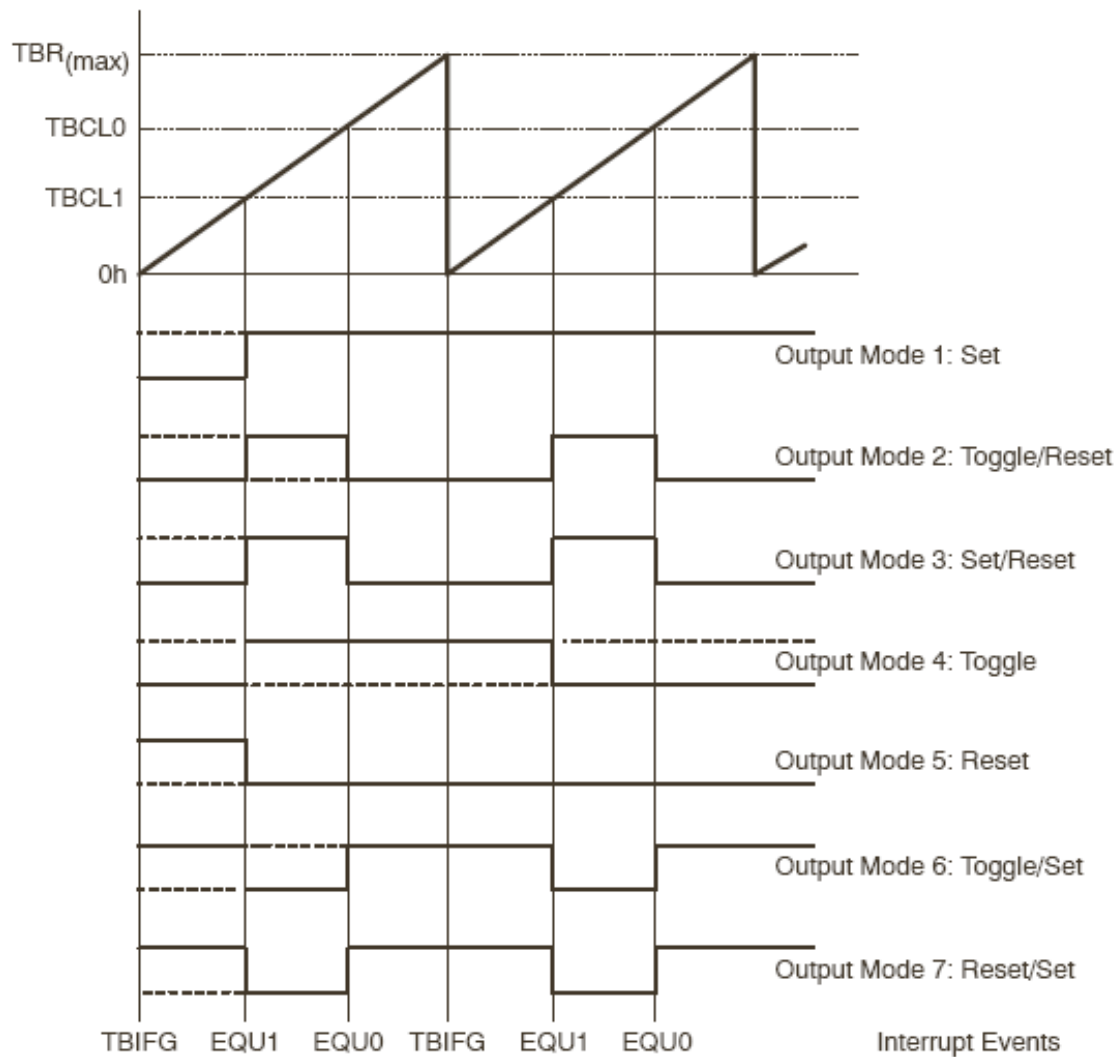 TBR(max)
TBCL0
TBCL1
0h
Output Mode 1: Set
Output Mode 2: Toggle/Reset
Output Mode 3: Set/Reset
Output Mode 4: Toggle
Output Mode 5: Reset
Output Mode 6: Toggle/Set
Output Mode 7: Reset/Set
TBIFG EQU1 EQU0 TBIFG EQU1 EQU0 Interrupt Events